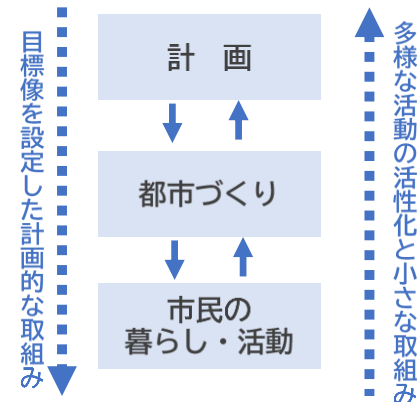 目標像を設定した計画的な取組み
計　画
都市づくり
市民の
暮らし・活動
多様な活動の活性化と小さな取組み